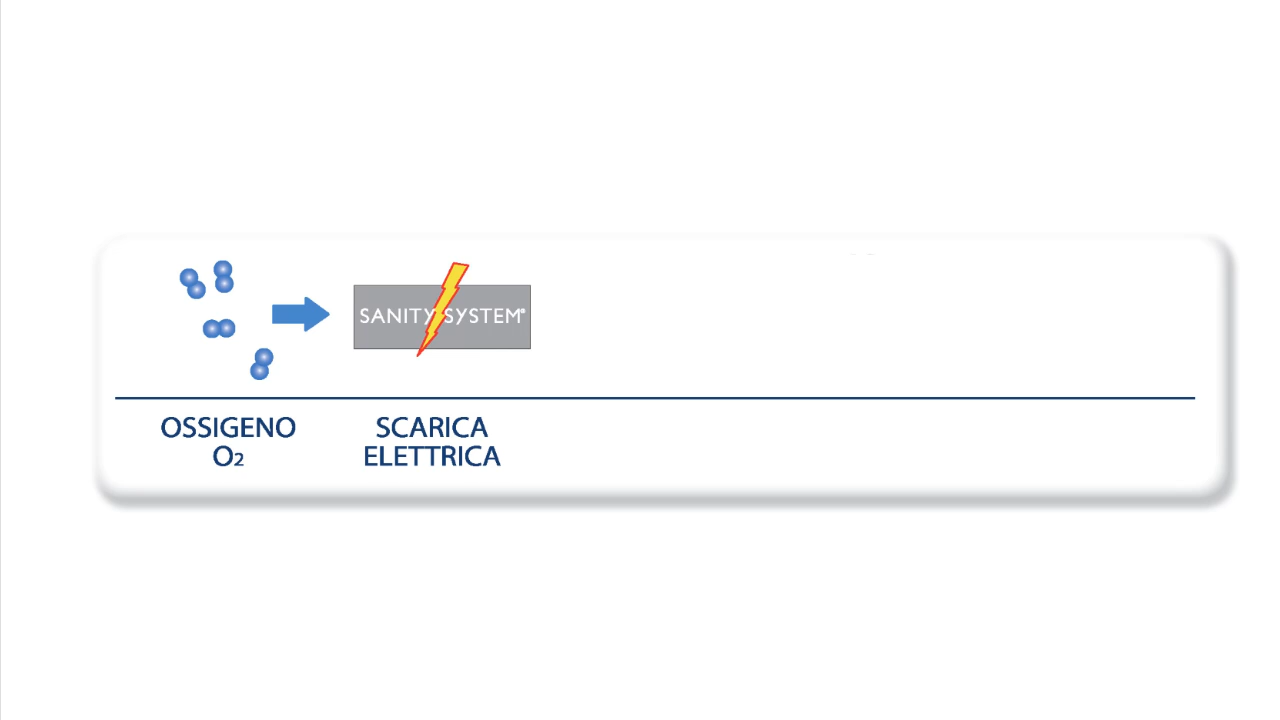 SANITY SYSTEM®
OSSIGENO
O2
SCARICA
ELETTRICA